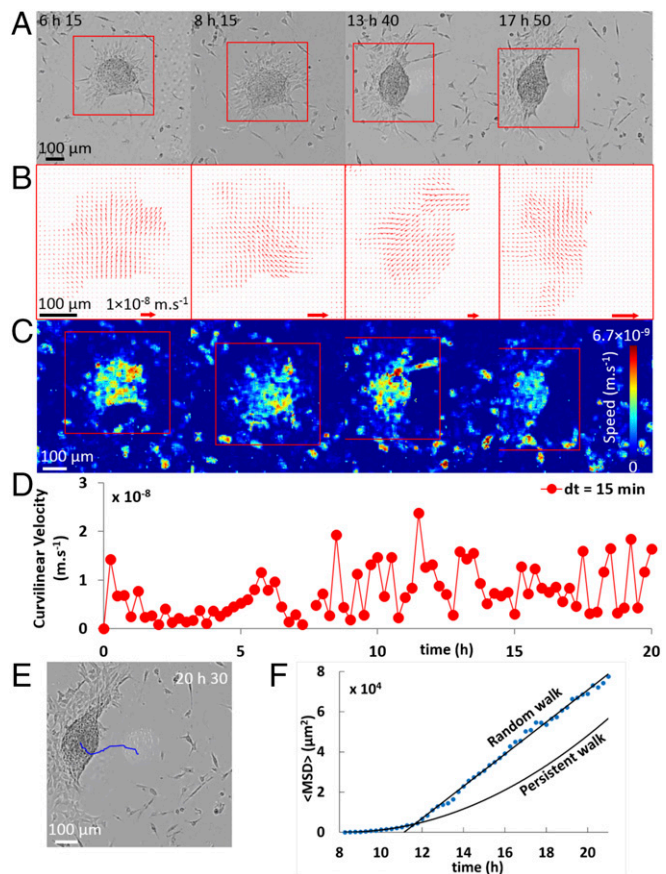 A
6 h 15
8 h 15
13 h 40
17 h 50
100 μm
B
100 μm
1×10⁻⁸ m.s⁻¹
C
6.7×10⁻⁹
Speed (m.s⁻¹)
0
100 μm
D
Curvilinear Velocity
(m.s⁻¹)
x 10⁻⁸
dt = 15 min
3
2
1
0
0
5
10
15
20
time (h)
E
20 h 30
100 μm
F
<MSD> (μm²)
x 10⁴
8
6
4
2
0
Random walk
Persistent walk
8
10
12
14
16
18
20
time (h)